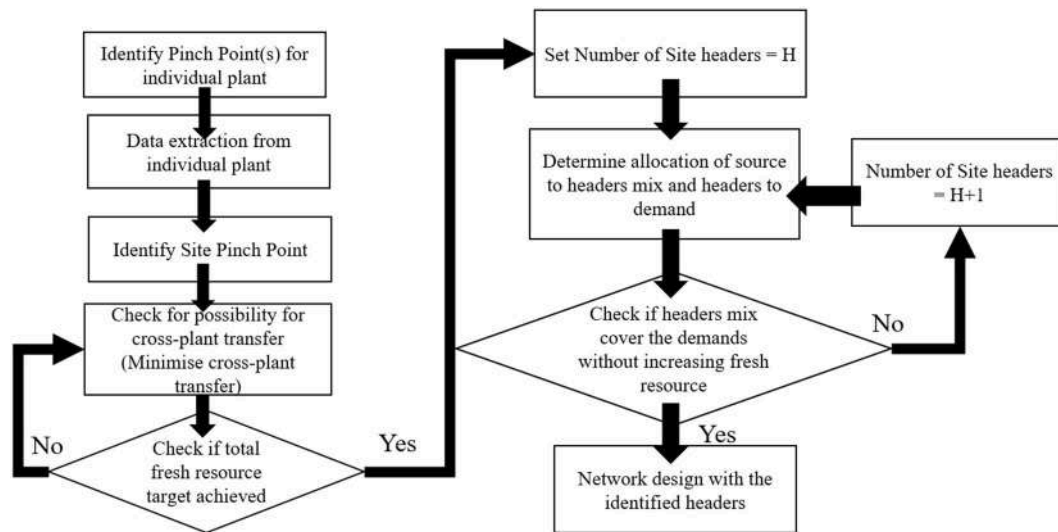 Identify Pinch Point(s) for
individual plant
Data extraction from
individual plant
Identify Site Pinch Point
Check for possibility for
cross-plant transfer
(Minimise cross-plant
transfer)
No
Yes
Check if total
fresh resource
target achieved
Set Number of Site headers = H
Determine allocation of source
to headers mix and headers to
demand
Number of Site headers
= H+1
Check if headers mix
cover the demands
without increasing fresh
resource
No
Yes
Network design with the
identified headers